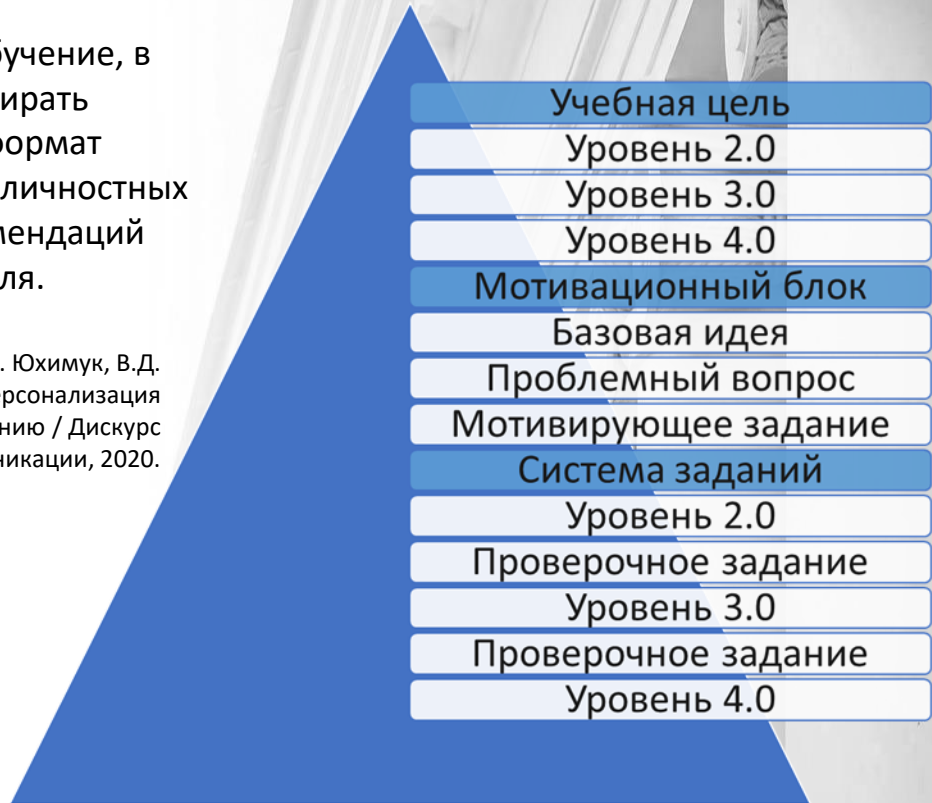 бучение, в
ирать
ормат
личностных
мендаций
ля.
. Юхимук, В.Д.
ерсонализация
нию / Дискурс
никации, 2020.
Учебная цель
Уровень 2.0
Уровень 3.0
Уровень 4.0
Мотивационный блок
Базовая идея
Проблемный вопрос
Мотивирующее задание
Система заданий
Уровень 2.0
Проверочное задание
Уровень 3.0
Проверочное задание
Уровень 4.0